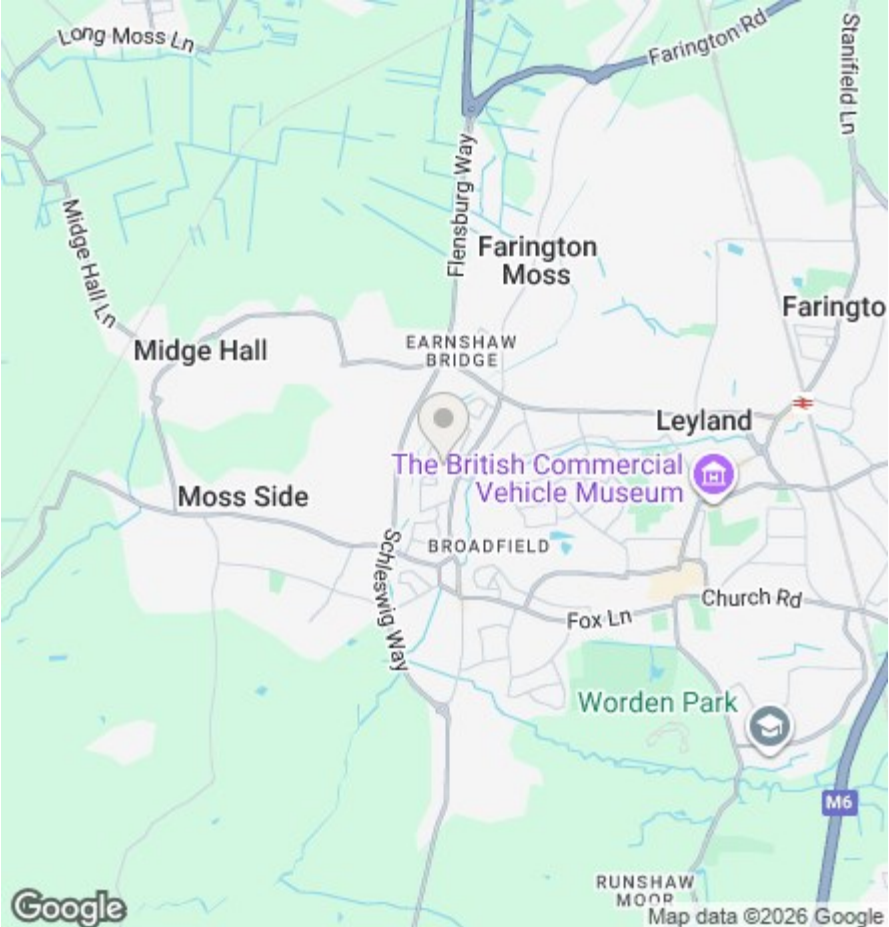 Long Moss Ln
Farington Rd
Stanifield Ln
Flensburg Way
Midge Hall Ln
Farington
Moss
Faringto
EARNSHAW
BRIDGE
Midge Hall
Leyland
The British Commercial
Vehicle Museum
Moss Side
Schleswig Way
BROADFIELD
Church Rd
Fox Ln
Worden Park
M6
RUNSHAW
MOOR
Google
Map data ©2026 Google